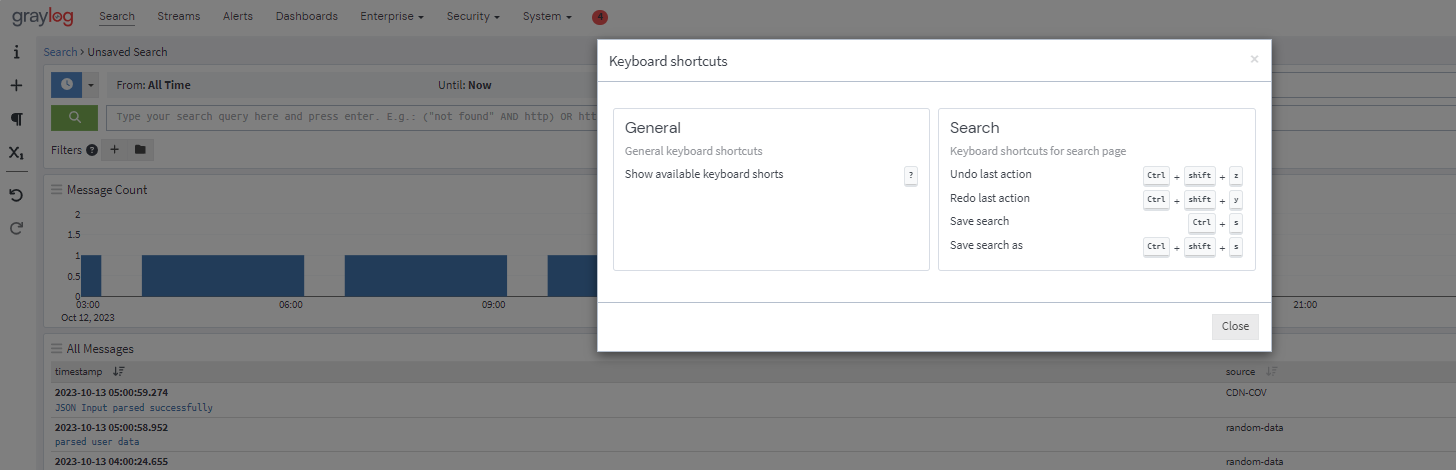 graylog Search Streams Alerts Dashboards Enterprise Security System 4
Search > Unsaved Search
From: All Time Until: Now
Type your search query here and press enter. E.g.: ("not found" AND http) OR htt
Filters ? +
Message Count
2
1.5
1
0.5
0
03:00 06:00 09:00 21:00
Oct 12, 2023
All Messages
timestamp source
2023-10-13 05:00:59.274 CDN-COV
JSON Input parsed successfully
2023-10-13 05:00:58.952 random-data
parsed user data
2023-10-13 04:00:24.655 random-data
Keyboard shortcuts ×
General
General keyboard shortcuts
Show available keyboard shorts ?
Search
Keyboard shortcuts for search page
Undo last action Ctrl + shift + z
Redo last action Ctrl + shift + y
Save search Ctrl + s
Save search as Ctrl + shift + s
Close